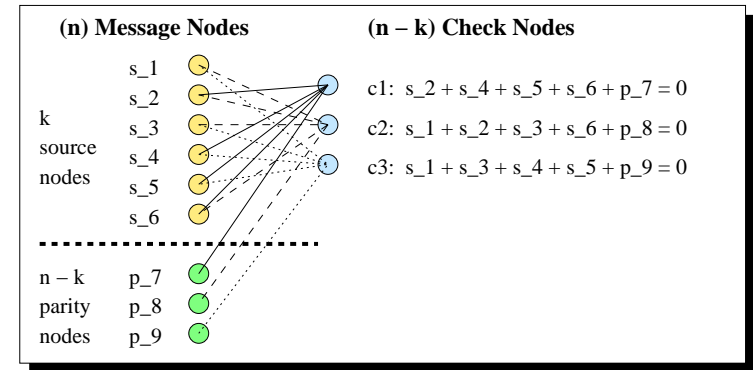 (n) Message Nodes
(n – k) Check Nodes
s_1
s_2
s_3
s_4
s_5
s_6
k
source
nodes
c1: s_2 + s_4 + s_5 + s_6 + p_7 = 0
c2: s_1 + s_2 + s_3 + s_6 + p_8 = 0
c3: s_1 + s_3 + s_4 + s_5 + p_9 = 0
n – k
parity
nodes
p_7
p_8
p_9